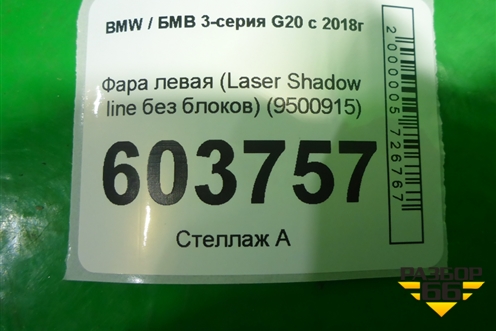 BMW / БМВ 3-серия G20 с 2018г
Фара левая (Laser Shadow
line без блоков) (9500915)
603757
Стеллаж А
2000005726767
РАЗБОР
66